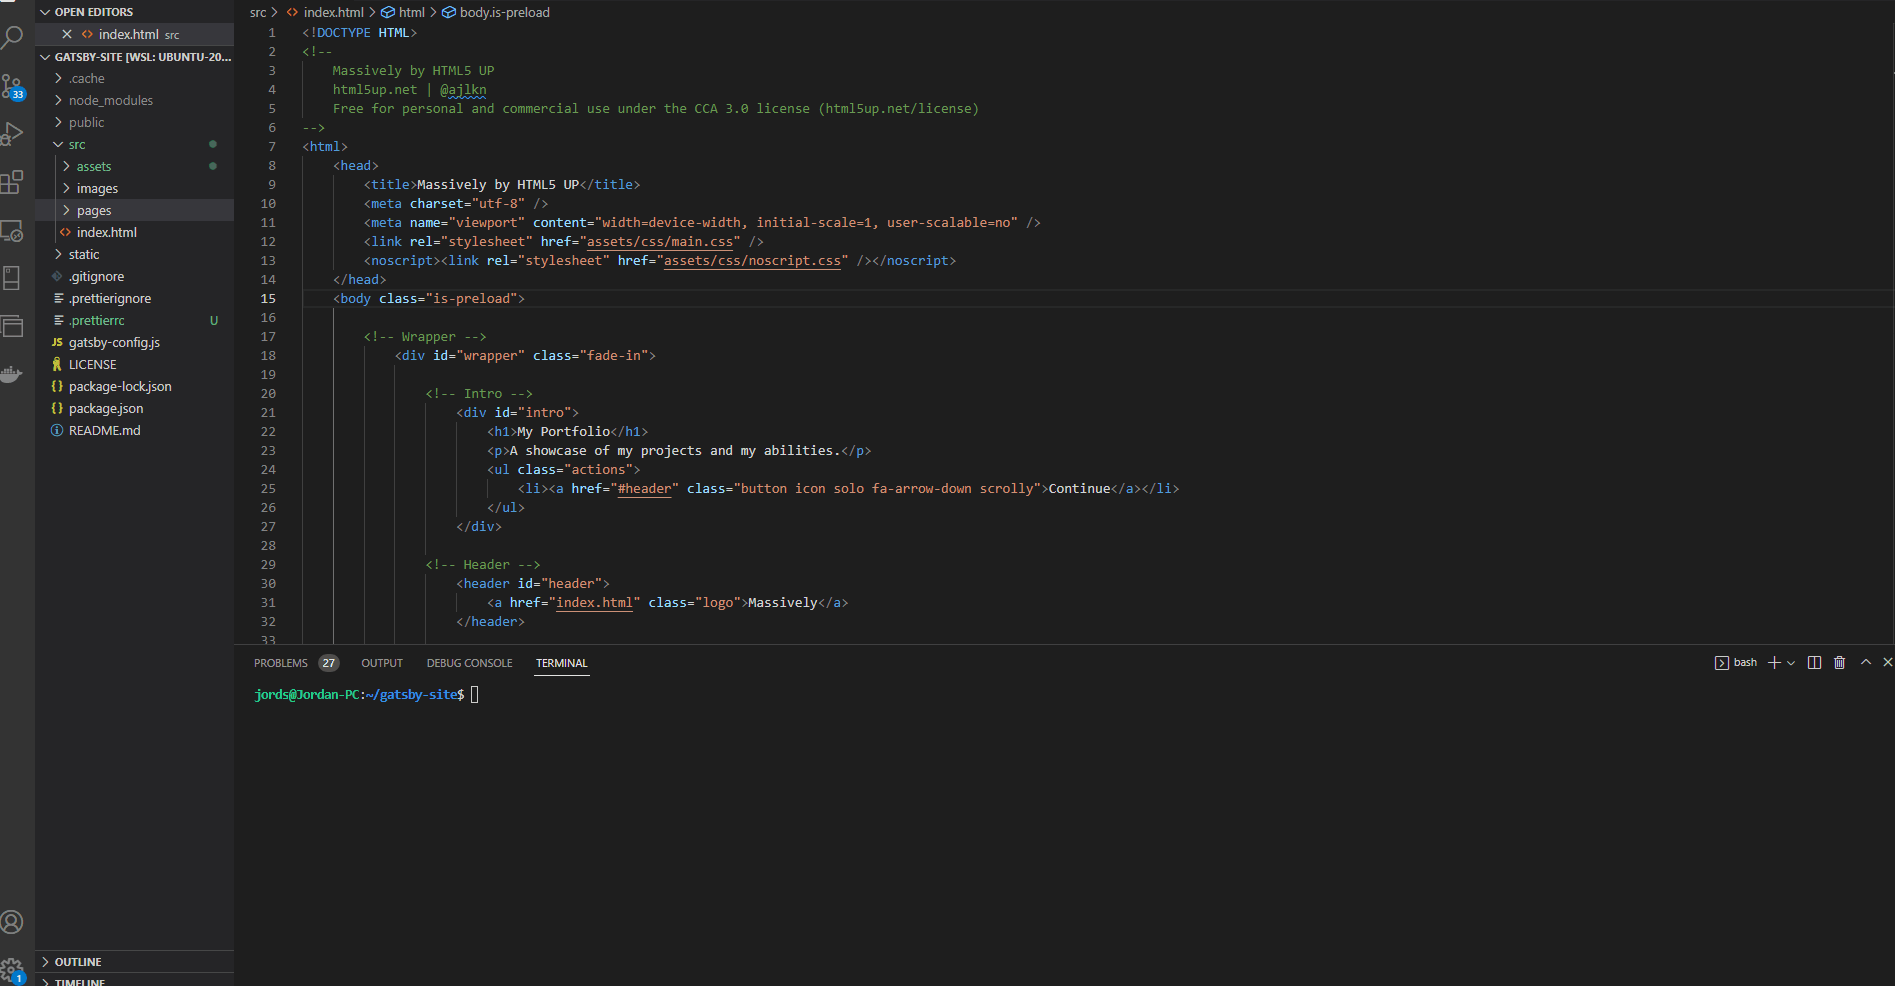 OPEN EDITORS
index.html src
GATSBY-SITE [WSL: UBUNTU-20...
.cache
node_modules
public
src
assets
images
pages
index.html
static
.gitignore
.prettierignore
.prettierrc U
JS gatsby-config.js
LICENSE
{} package-lock.json
{} package.json
README.md
OUTLINE
TIMELINE
33
1
src > <> index.html > html > body.is-preload
1 <!DOCTYPE HTML>
2 <!--
3 Massively by HTML5 UP
4 html5up.net | @ajlkn
5 Free for personal and commercial use under the CCA 3.0 license (html5up.net/license)
6 -->
7 <html>
8 <head>
9 <title>Massively by HTML5 UP</title>
10 <meta charset="utf-8" />
11 <meta name="viewport" content="width=device-width, initial-scale=1, user-scalable=no" />
12 <link rel="stylesheet" href="assets/css/main.css" />
13 <noscript><link rel="stylesheet" href="assets/css/noscript.css" /></noscript>
14 </head>
15 <body class="is-preload">
16
17 <!-- Wrapper -->
18 <div id="wrapper" class="fade-in">
19
20 <!-- Intro -->
21 <div id="intro">
22 <h1>My Portfolio</h1>
23 <p>A showcase of my projects and my abilities.</p>
24 <ul class="actions">
25 <li><a href="#header" class="button icon solo fa-arrow-down scrolly">Continue</a></li>
26 </ul>
27 </div>
28
29 <!-- Header -->
30 <header id="header">
31 <a href="index.html" class="logo">Massively</a>
32 </header>
33
PROBLEMS 27 OUTPUT DEBUG CONSOLE TERMINAL bash
jords@Jordan-PC:~/gatsby-site$